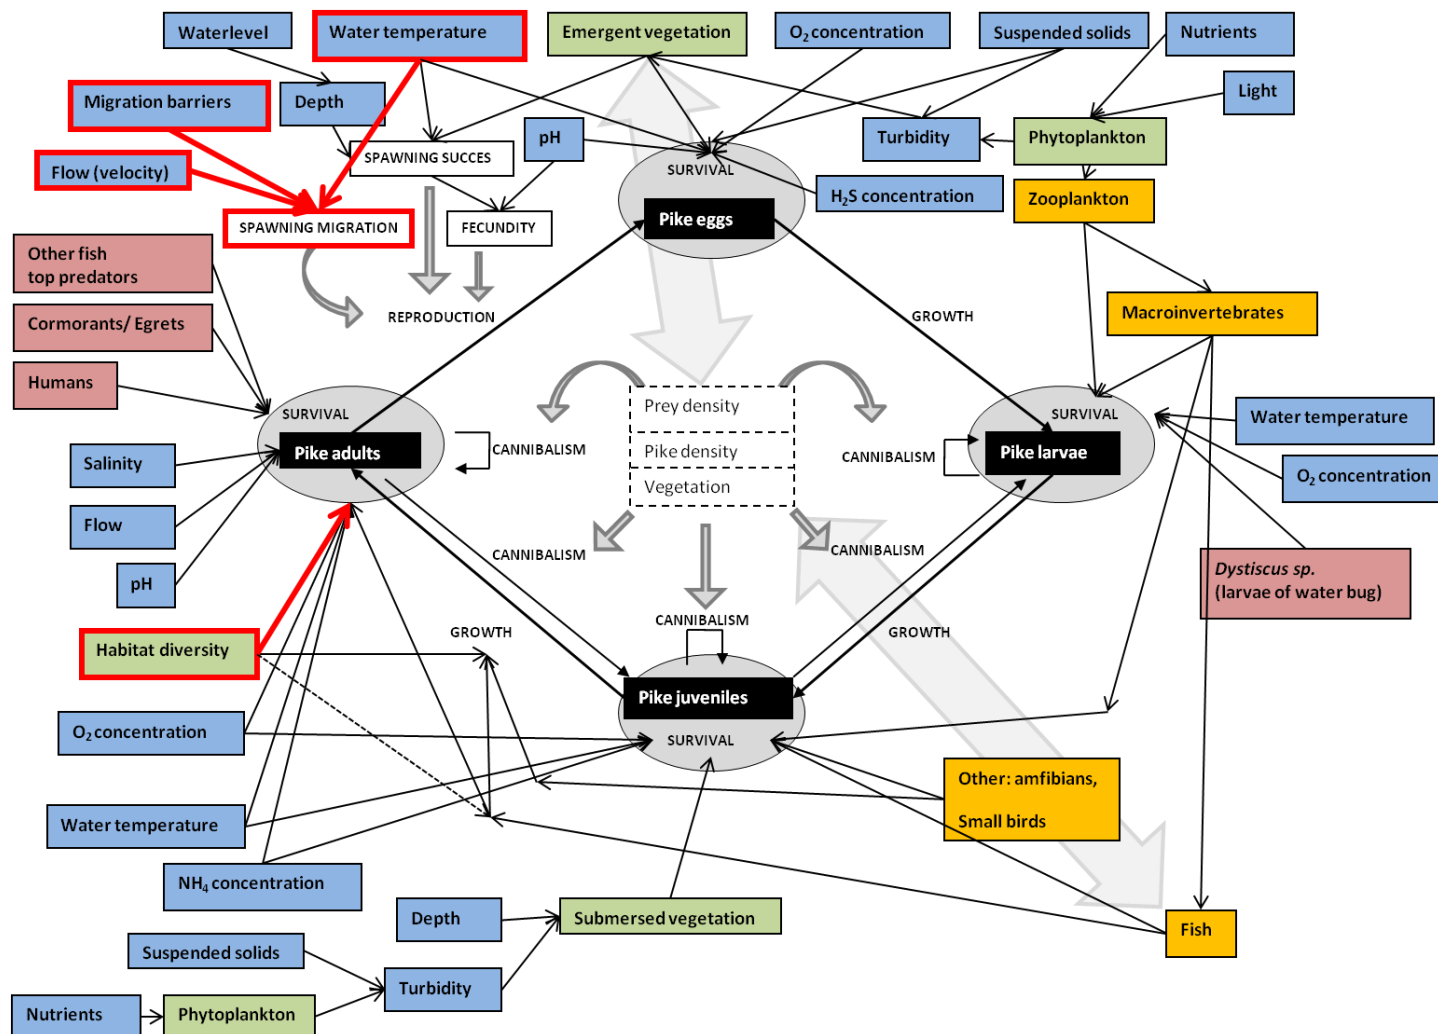 Waterlevel
Water temperature
Emergent vegetation
O₂ concentration
Suspended solids
Nutrients
Migration barriers
Depth
Light
pH
Turbidity
Phytoplankton
SPAWNING SUCCES
SURVIVAL
Flow (velocity)
H₂S concentration
Zooplankton
Pike eggs
SPAWNING MIGRATION
FECUNDITY
Other fish
top predators
Cormorants/ Egrets
REPRODUCTION
GROWTH
Macroinvertebrates
Humans
SURVIVAL
Prey density
SURVIVAL
Water temperature
Pike adults
CANNIBALISM
Pike density
CANNIBALISM
Pike larvae
Salinity
Vegetation
O₂ concentration
Flow
CANNIBALISM
CANNIBALISM
Dystiscus sp.
(larvae of water bug)
pH
CANNIBALISM
GROWTH
GROWTH
Habitat diversity
Pike juveniles
SURVIVAL
O₂ concentration
Other: amfibians,
Small birds
Water temperature
NH₄ concentration
Depth
Submersed vegetation
Fish
Suspended solids
Turbidity
Nutrients
Phytoplankton